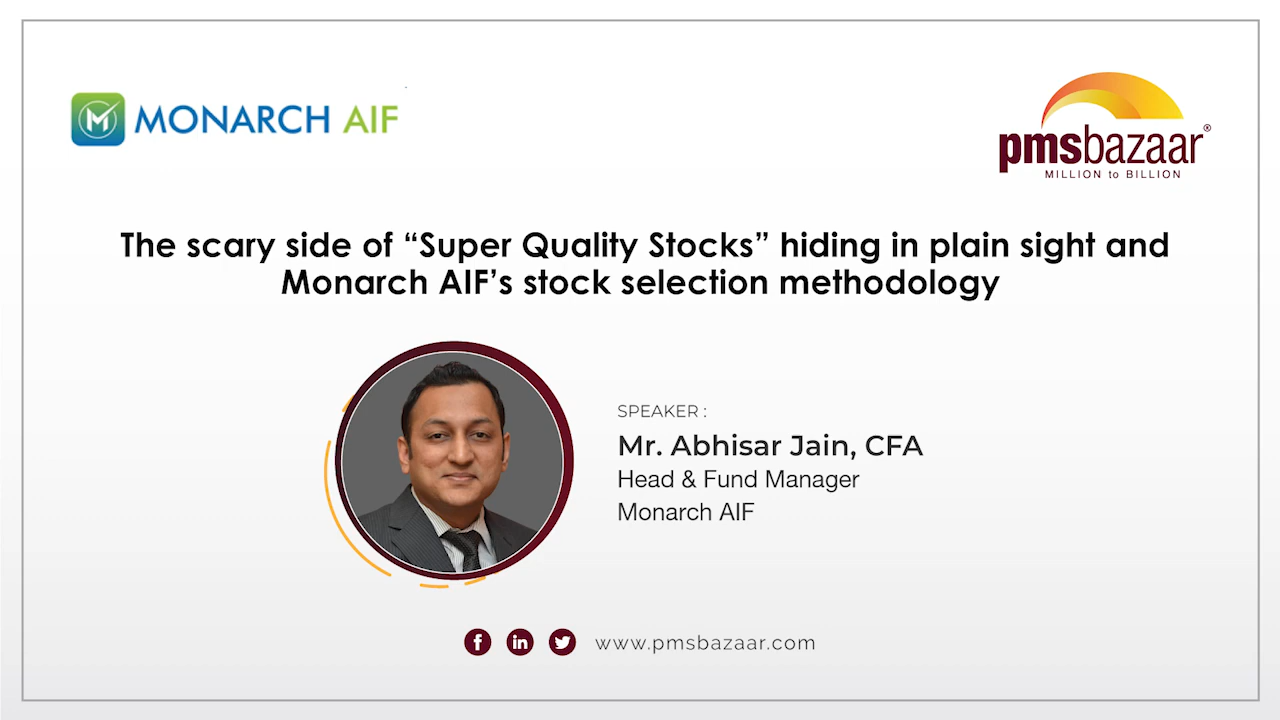 MONARCH AIF
pmsbazaar®
MILLION to BILLION
The scary side of “Super Quality Stocks” hiding in plain sight and
Monarch AIF’s stock selection methodology
SPEAKER :
Mr. Abhisar Jain, CFA
Head & Fund Manager
Monarch AIF
www.pmsbazaar.com